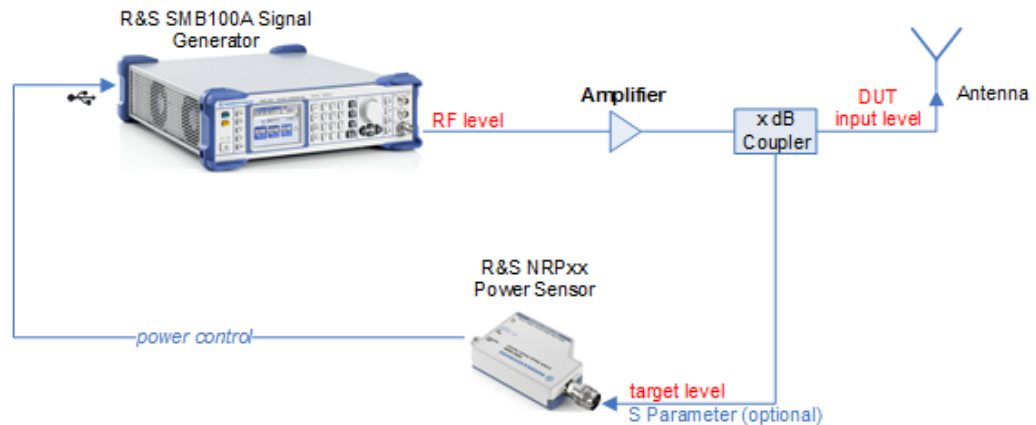 R&S SMB100A Signal
Generator
RF level
Amplifier
x dB
Coupler
DUT
input level
Antenna
R&S NRPxx
Power Sensor
power control
target level
S Parameter (optional)